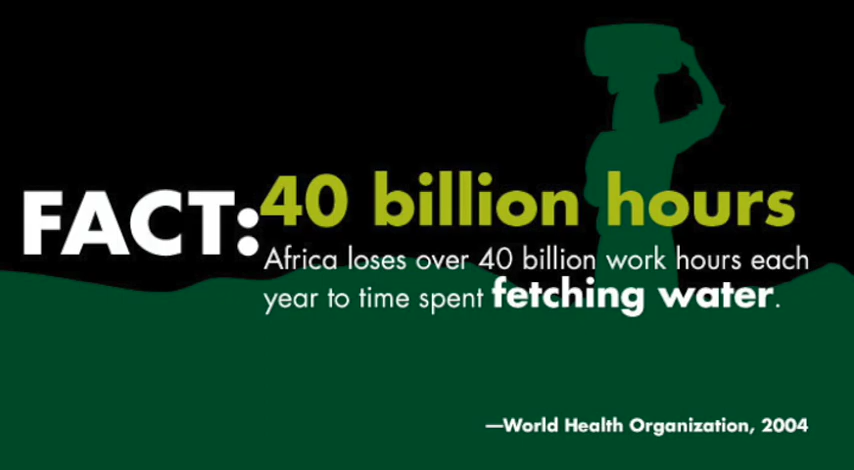 FACT: 40 billion hours
Africa loses over 40 billion work hours each
year to time spent fetching water.
—World Health Organization, 2004